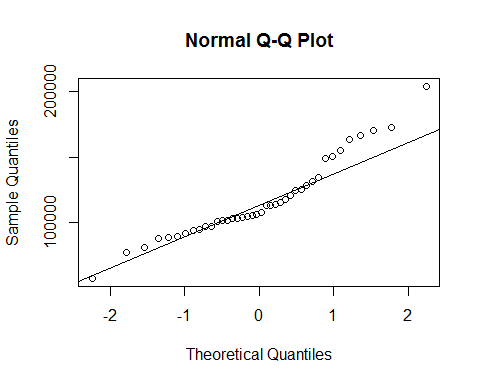 Normal Q-Q Plot
200000
100000
Sample Quantiles
-2 -1 0 1 2
Theoretical Quantiles